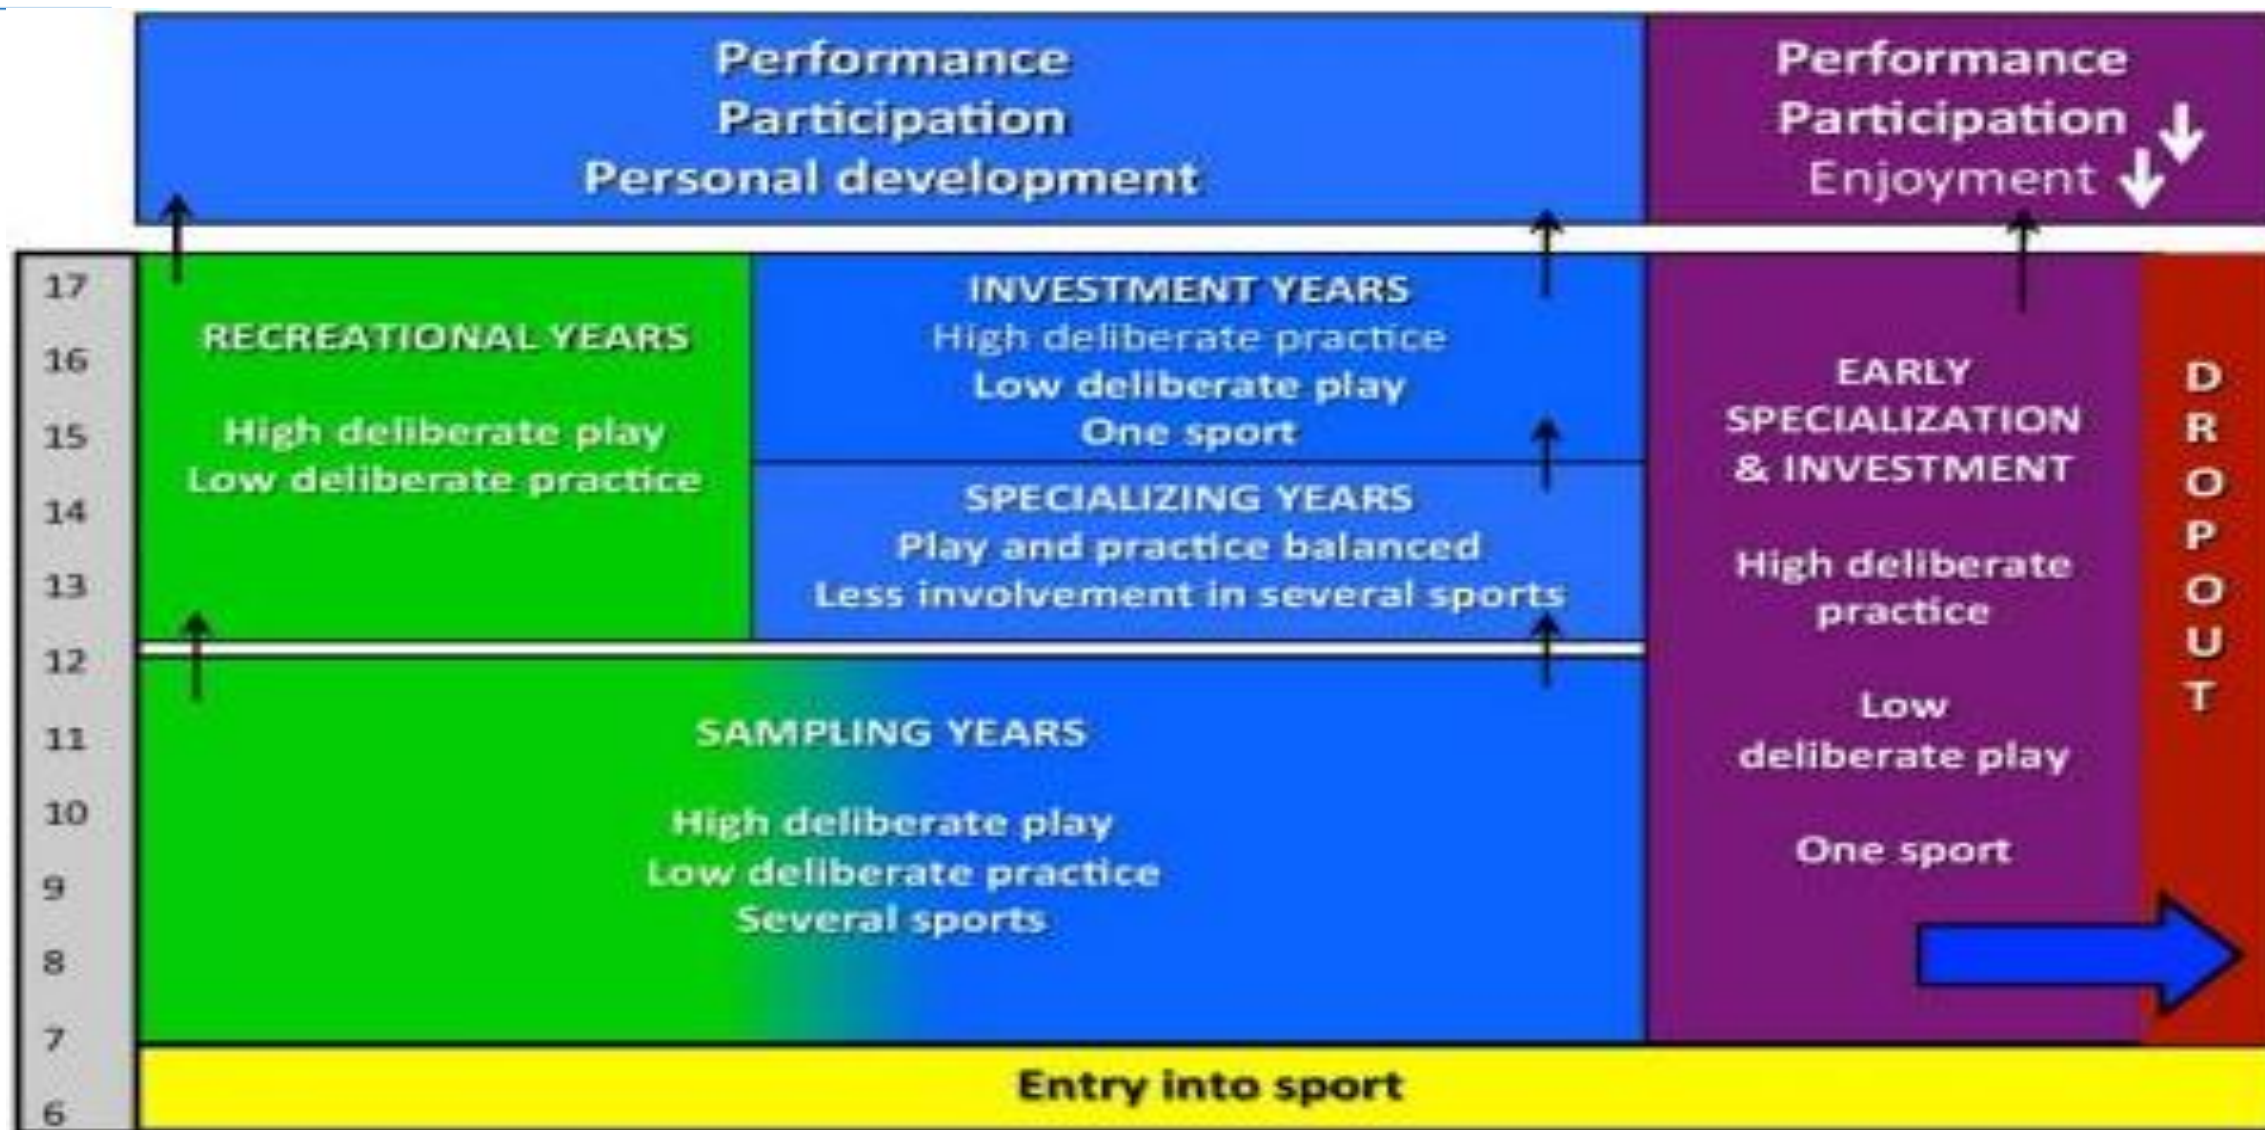 Performance
Participation
Personal development
Performance
Participation
Enjoyment
17
16
15
14
13
12
11
10
9
8
7
6
RECREATIONAL YEARS
High deliberate play
Low deliberate practice
INVESTMENT YEARS
High deliberate practice
Low deliberate play
One sport
SPECIALIZING YEARS
Play and practice balanced
Less involvement in several sports
SAMPLING YEARS
High deliberate play
Low deliberate practice
Several sports
EARLY
SPECIALIZATION
& INVESTMENT
High deliberate
practice
Low
deliberate play
One sport
DROPOUT
Entry into sport